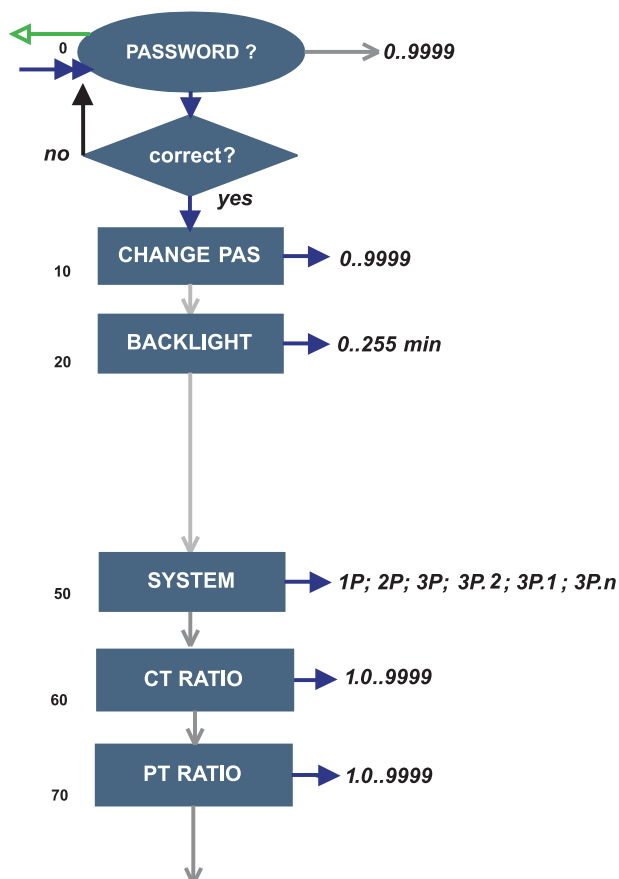 0
PASSWORD ?
0..9999
no
correct?
yes
CHANGE PAS
0..9999
10
BACKLIGHT
0..255 min
20
SYSTEM
1P; 2P; 3P; 3P.2; 3P.1; 3P.n
50
CT RATIO
1.0..9999
60
PT RATIO
1.0..9999
70